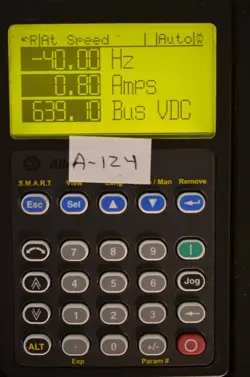 R|At Speed | |Auto|
-40.00 Hz
0.80 Amps
639.10 Bus VDC
A-124
S.M.A.R.T. View / Man Remove
Esc Sel
7 8 9
4 5 6 Jog
1 2 3
ALT . 0 +/-
Exp Param #